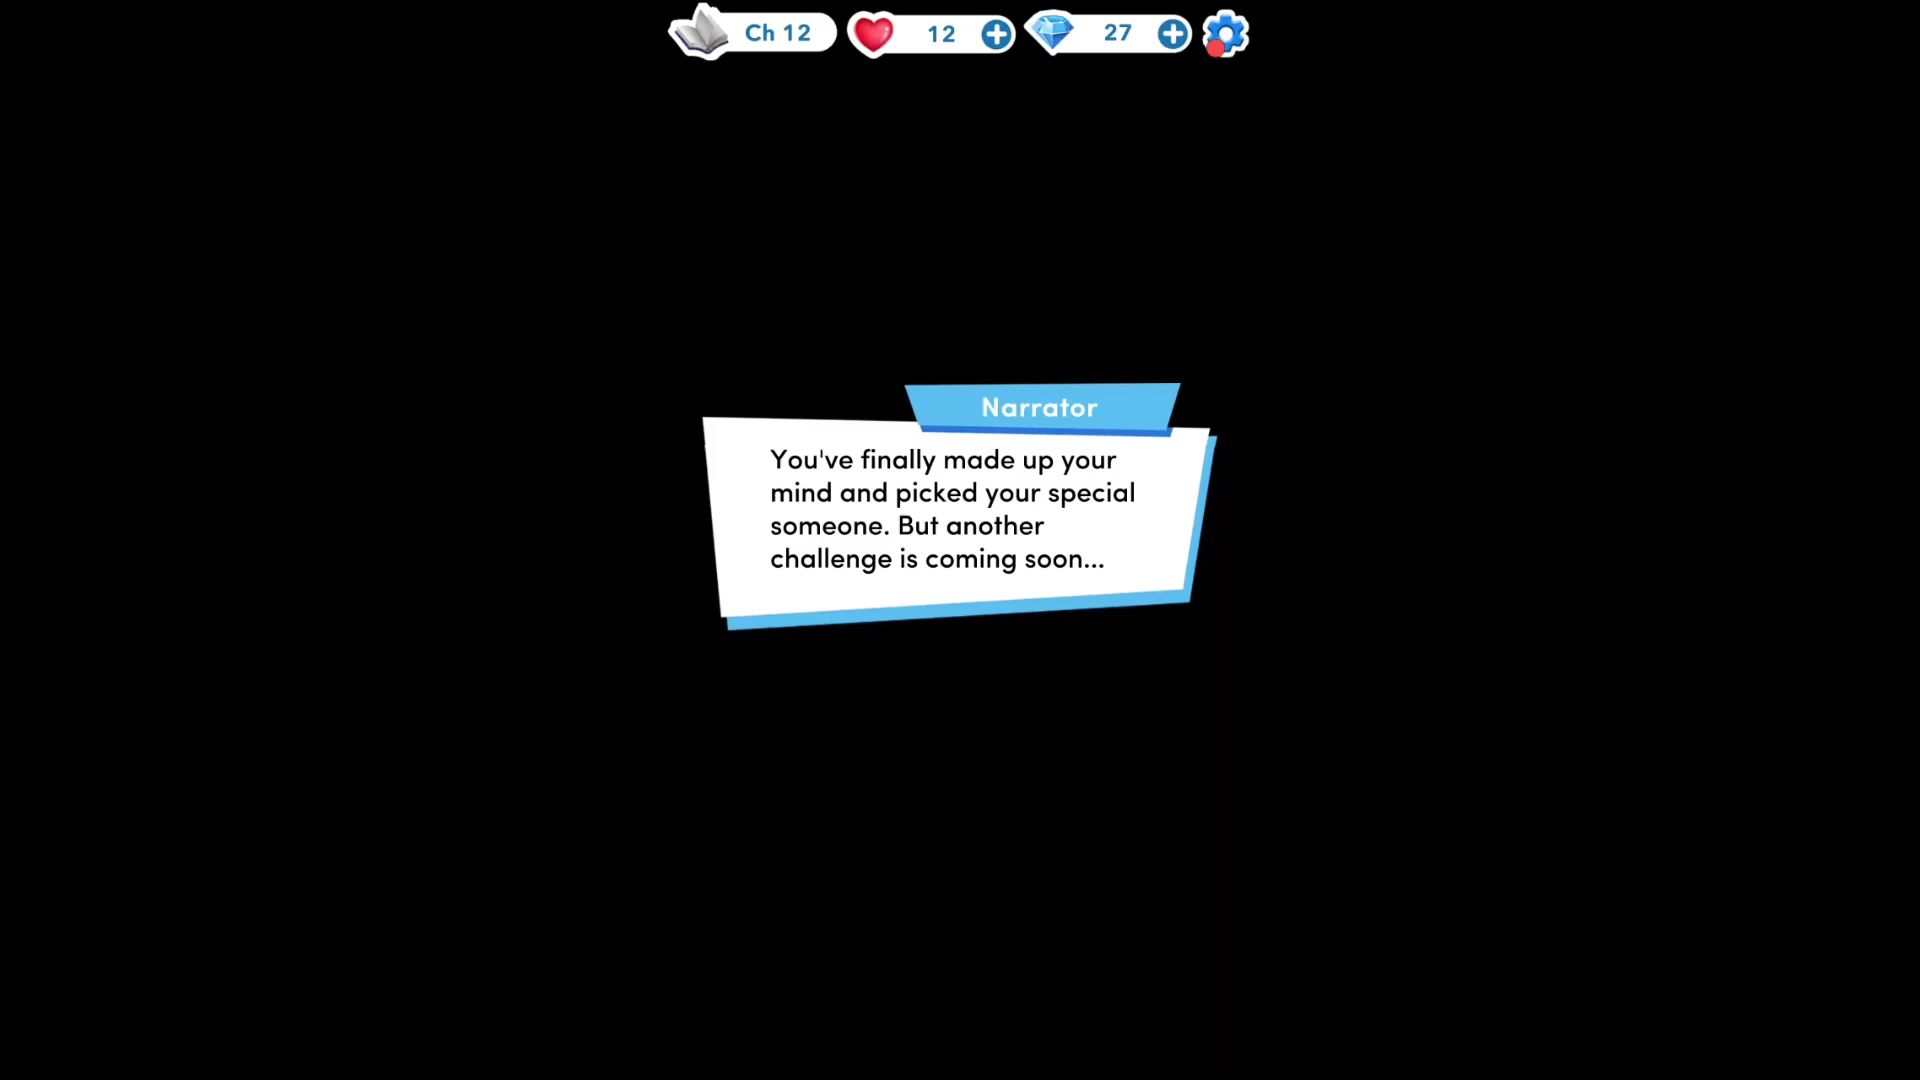 Ch 12
12
27
Narrator
You've finally made up your
mind and picked your special
someone. But another
challenge is coming soon...